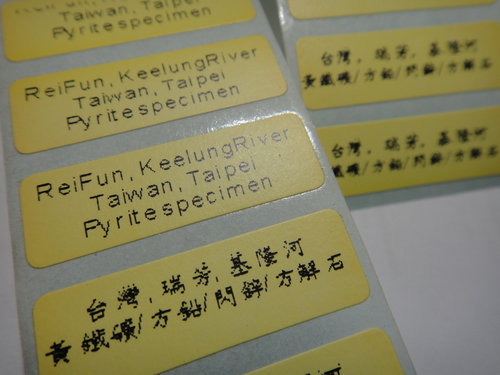 Taiwan, Taipei
Pyritespecimen
ReiFun, KeelungRiver
Taiwan, Taipei
Pyritespecimen
ReiFun, KeelungRiver
Taiwan, Taipei
Pyritespecimen
台灣, 瑞芳, 基隆河
黃鐵礦/方鉛/閃鋅/方解石
台灣, 瑞芳, 基隆河
黃鐵礦/方鉛/閃鋅/方解石
台灣, 瑞芳, 基隆河
鐵礦/方鉛/閃鋅/方解石